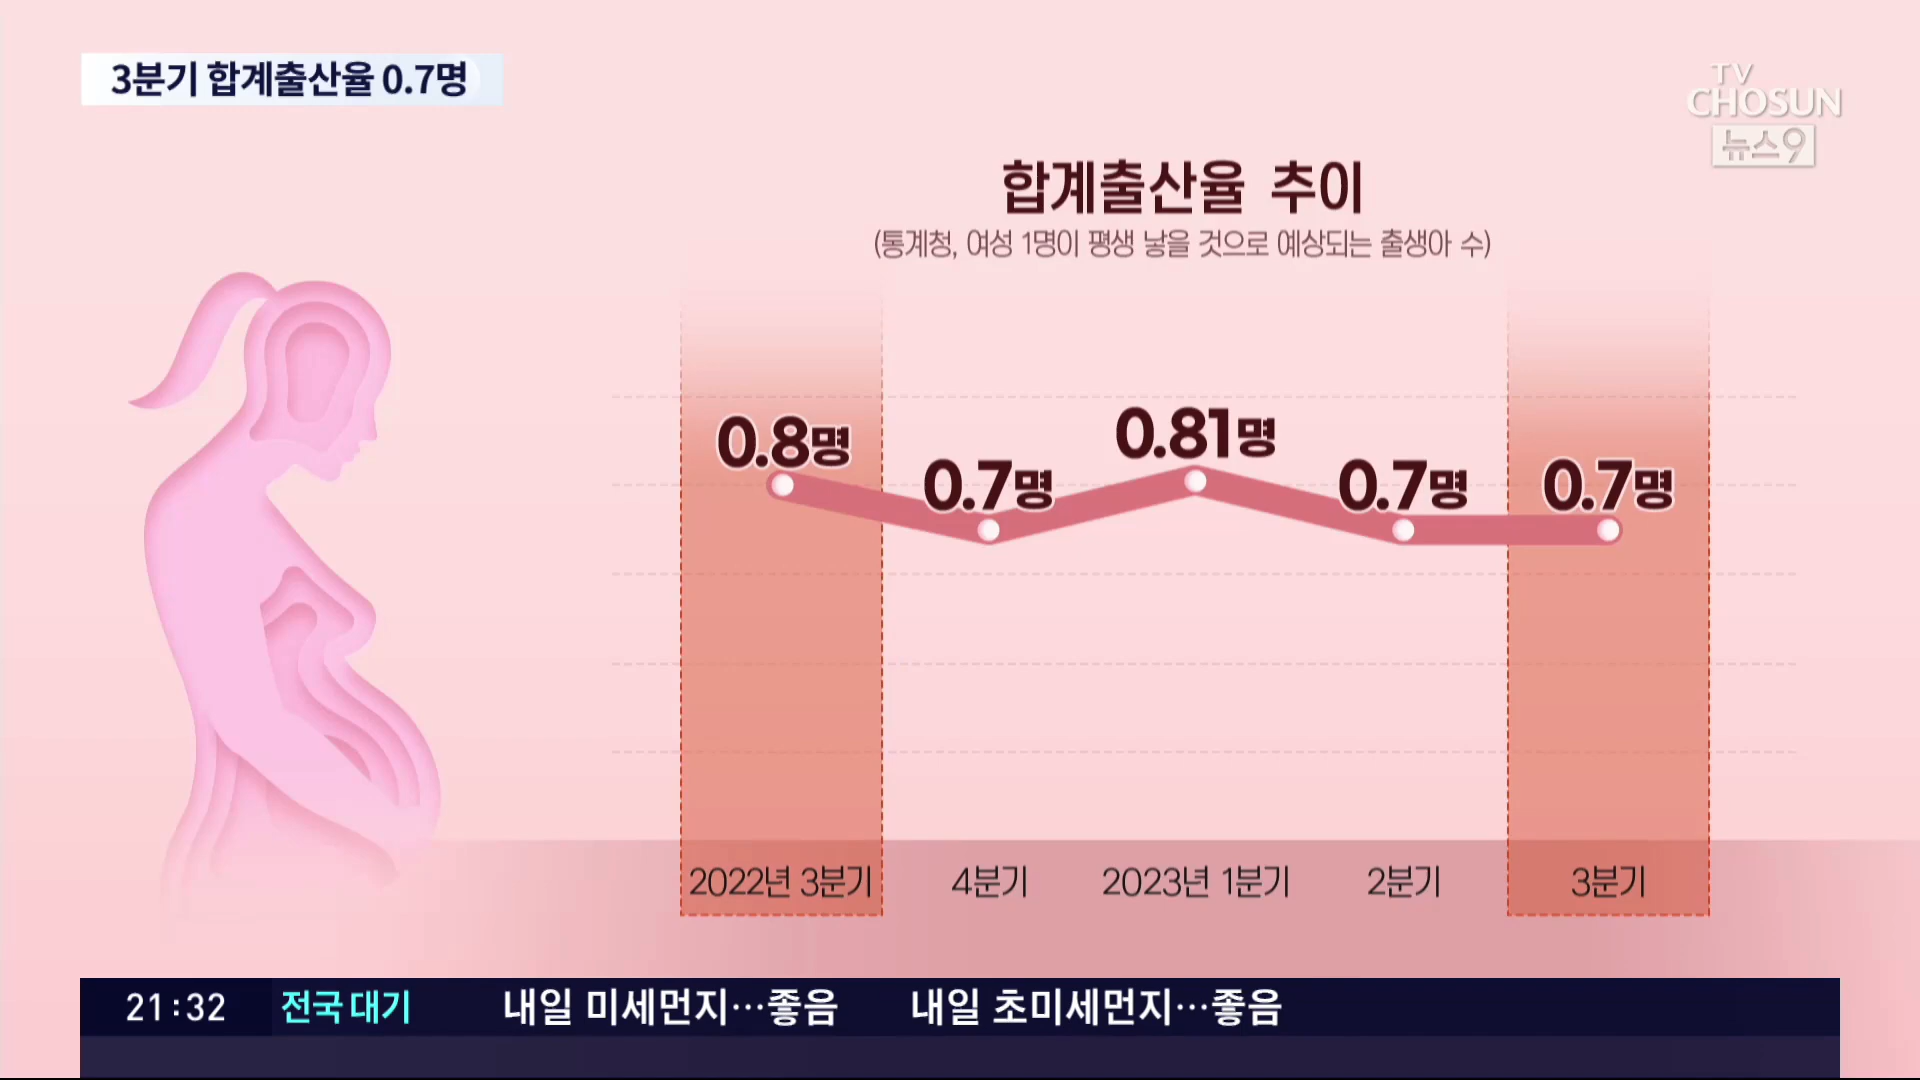 3분기 합계출산율 0.7명
TV
CHOSUN
뉴스9
합계출산율 추이
(통계청, 여성 1명이 평생 낳을 것으로 예상되는 출생아 수)
0.8명
0.7명
0.81명
0.7명
0.7명
2022년 3분기
4분기
2023년 1분기
2분기
3분기
21:32 전국 대기 내일 미세먼지…좋음 내일 초미세먼지…좋음